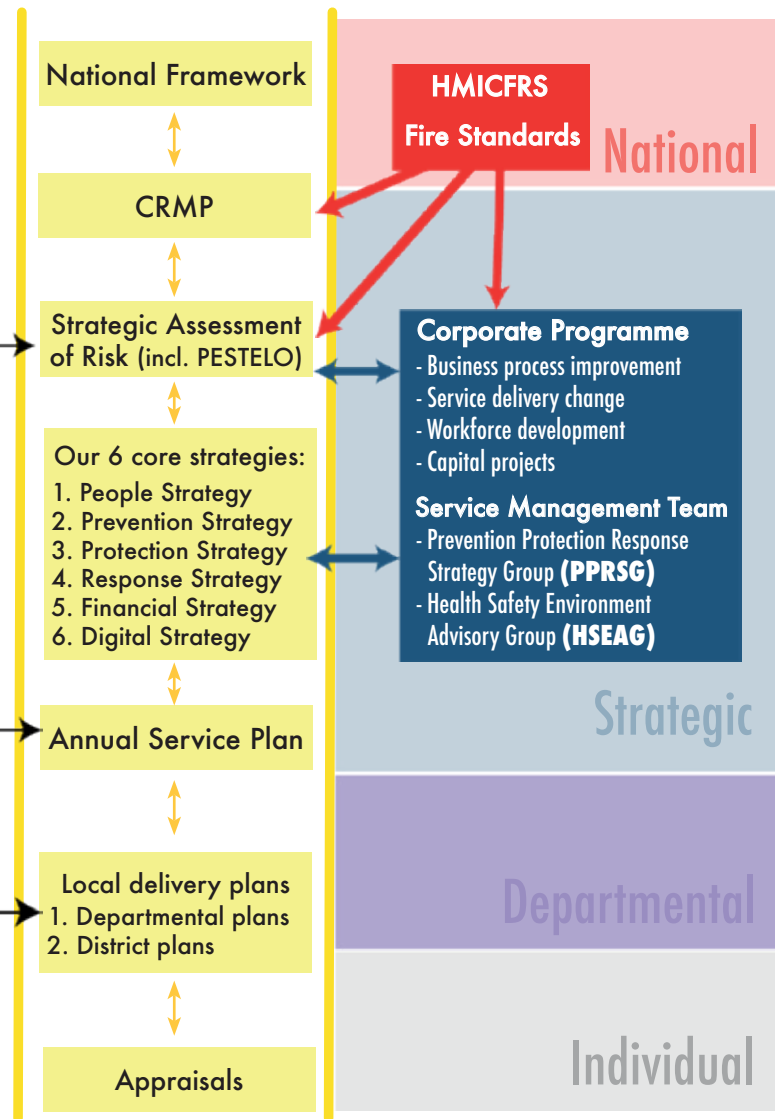 National Framework
CRMP
Strategic Assessment
of Risk (incl. PESTELO)
Our 6 core strategies:
1. People Strategy
2. Prevention Strategy
3. Protection Strategy
4. Response Strategy
5. Financial Strategy
6. Digital Strategy
Annual Service Plan
Local delivery plans
1. Departmental plans
2. District plans
Appraisals
HMICFRS
Fire Standards
National
Corporate Programme
- Business process improvement
- Service delivery change
- Workforce development
- Capital projects
Service Management Team
- Prevention Protection Response
Strategy Group (PPRSG)
- Health Safety Environment
Advisory Group (HSEAG)
Strategic
Departmental
Individual